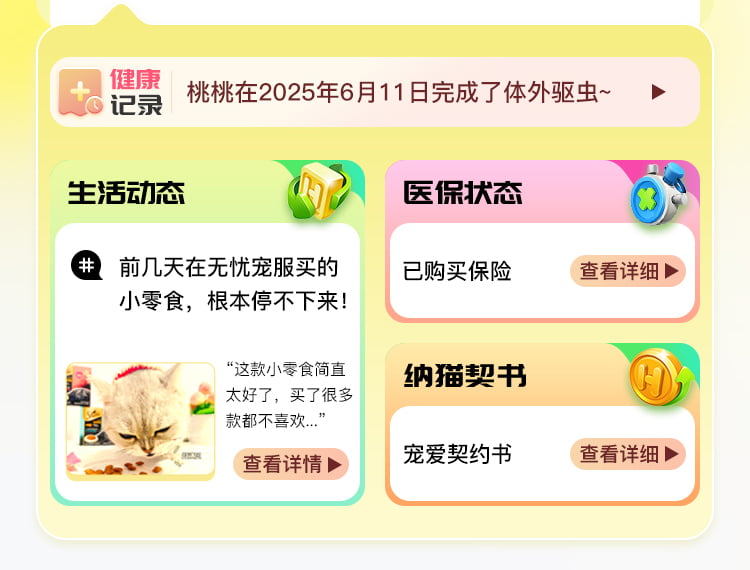 健康
记录
桃桃在2025年6月11日完成了体外驱虫~
生活动态
前几天在无忧宠服买的
小零食，根本停不下来！
“这款小零食简直
太好了，买了很多
款都不喜欢...”
查看详情
医保状态
已购买保险
查看详细
纳猫契书
宠爱契约书
查看详细